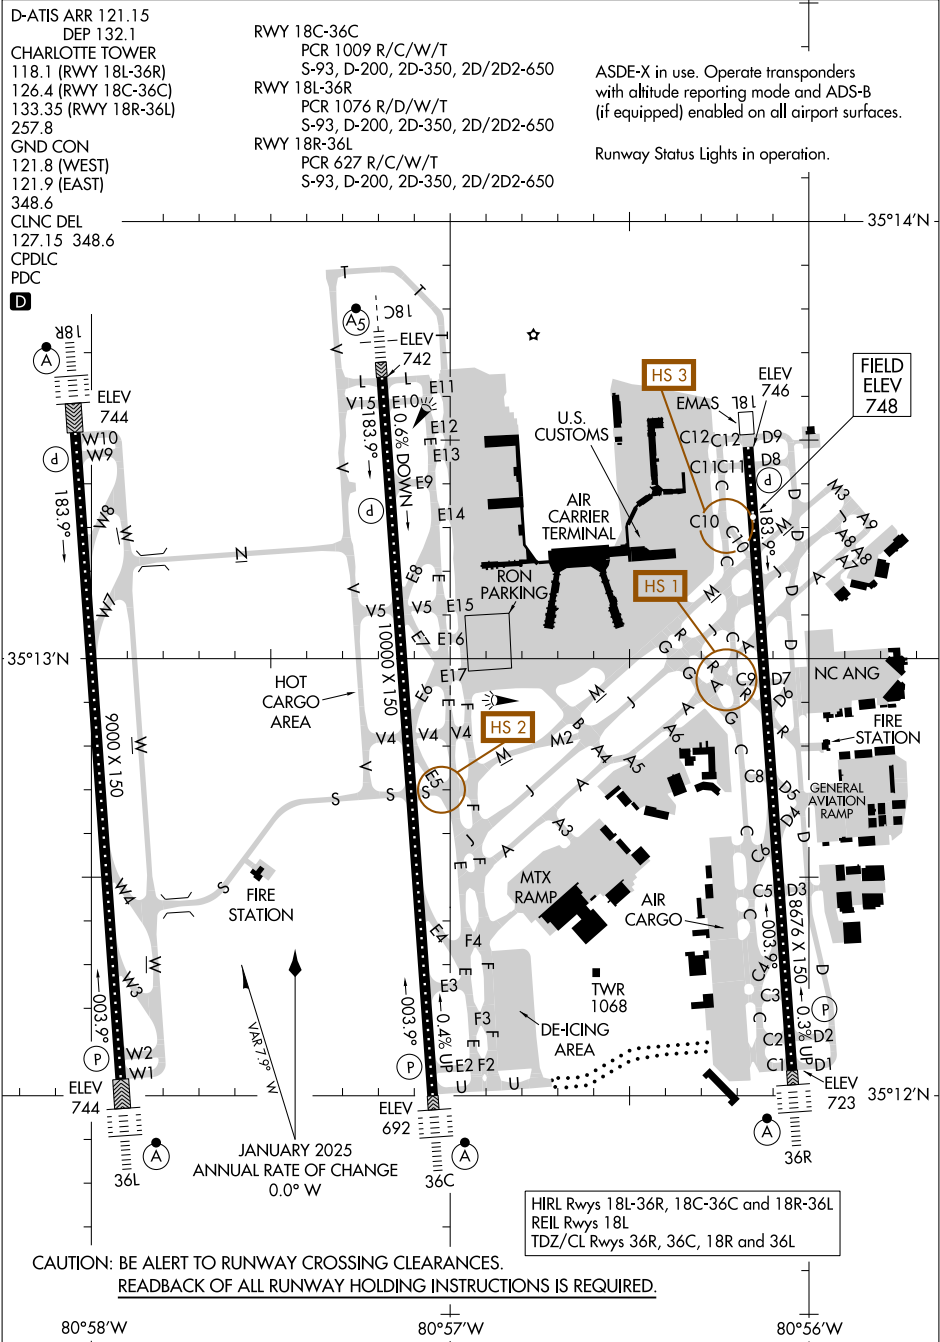 D-ATIS ARR 121.15
DEP 132.1
CHARLOTTE TOWER
118.1 (RWY 18L-36R)
126.4 (RWY 18C-36C)
133.35 (RWY 18R-36L)
257.8
GND CON
121.8 (WEST)
121.9 (EAST)
348.6
CLNC DEL
127.15 348.6
CPDLC
PDC
D
RWY 18C-36C
PCR 1009 R/C/W/T
S-93, D-200, 2D-350, 2D/2D2-650
RWY 18L-36R
PCR 1076 R/D/W/T
S-93, D-200, 2D-350, 2D/2D2-650
RWY 18R-36L
PCR 627 R/C/W/T
S-93, D-200, 2D-350, 2D/2D2-650
ASDE-X in use. Operate transponders
with altitude reporting mode and ADS-B
(if equipped) enabled on all airport surfaces.
Runway Status Lights in operation.
35°14'N
18R
A
ELEV
744
W10
W9
P
183.9°
W8
W
W7
N
9000 X 150
W
W4
W
W3
003.9°
P
W2
W1
ELEV
744
36L
A
T
T
T
A5
18C
ELEV
742
V
L
L
E11
V15
E10
E12
E
E13
183.9°
0.6% DOWN
V
E9
P
E14
E8
E
V
V5
V5
E15
E7
E16
10000 X 150
E17
E6
E
F
V4
V4
V4
V
E5
HS 2
S
S
S
S
F
J
E
F
E4
F4
E
F
E3
F3
F
E
003.9°
0.4% UP
P
E2
F2
U
U
ELEV
692
36C
A
HOT
CARGO
AREA
FIRE
STATION
VAR 7.9° W
JANUARY 2025
ANNUAL RATE OF CHANGE
0.0° W
35°13'N
U.S.
CUSTOMS
AIR
CARRIER
TERMINAL
RON
PARKING
HS 3
HS 1
EMAS
18L
ELEV
746
FIELD
ELEV
748
C12
C12
D9
C11
C11
D8
P
C
D
C10
C10
183.9°
M3
M
J
A9
A8
A8
A7
D
C
J
A
D
M
J
R
G
C
A
D
R
G
A
R
C9
D7
D6
G
R
A
M
J
B
M
M2
A4
A5
A6
C
C8
D5
D4
J
A
A3
A
C6
D
C5
D3
C
8676 X 150
003.9°
C4
D
C3
C
0.3% UP
P
C2
D2
C1
D1
ELEV
723
A
36R
NC ANG
FIRE
STATION
GENERAL
AVIATION
RAMP
MTX
RAMP
AIR
CARGO
TWR
1068
DE-ICING
AREA
35°12'N
HIRL Rwys 18L-36R, 18C-36C and 18R-36L
REIL Rwys 18L
TDZ/CL Rwys 36R, 36C, 18R and 36L
CAUTION: BE ALERT TO RUNWAY CROSSING CLEARANCES.
READBACK OF ALL RUNWAY HOLDING INSTRUCTIONS IS REQUIRED.
80°58'W
80°57'W
80°56'W